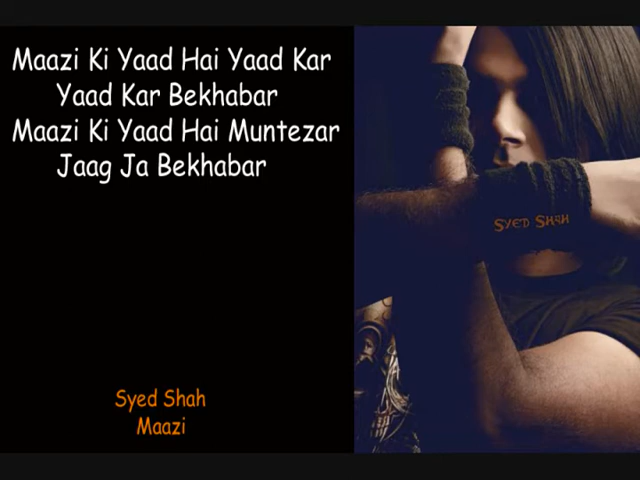 Maazi Ki Yaad Hai Yaad Kar
Yaad Kar Bekhabar
Maazi Ki Yaad Hai Muntezar
Jaag Ja Bekhabar
Syed Shah
Syed Shah
Maazi